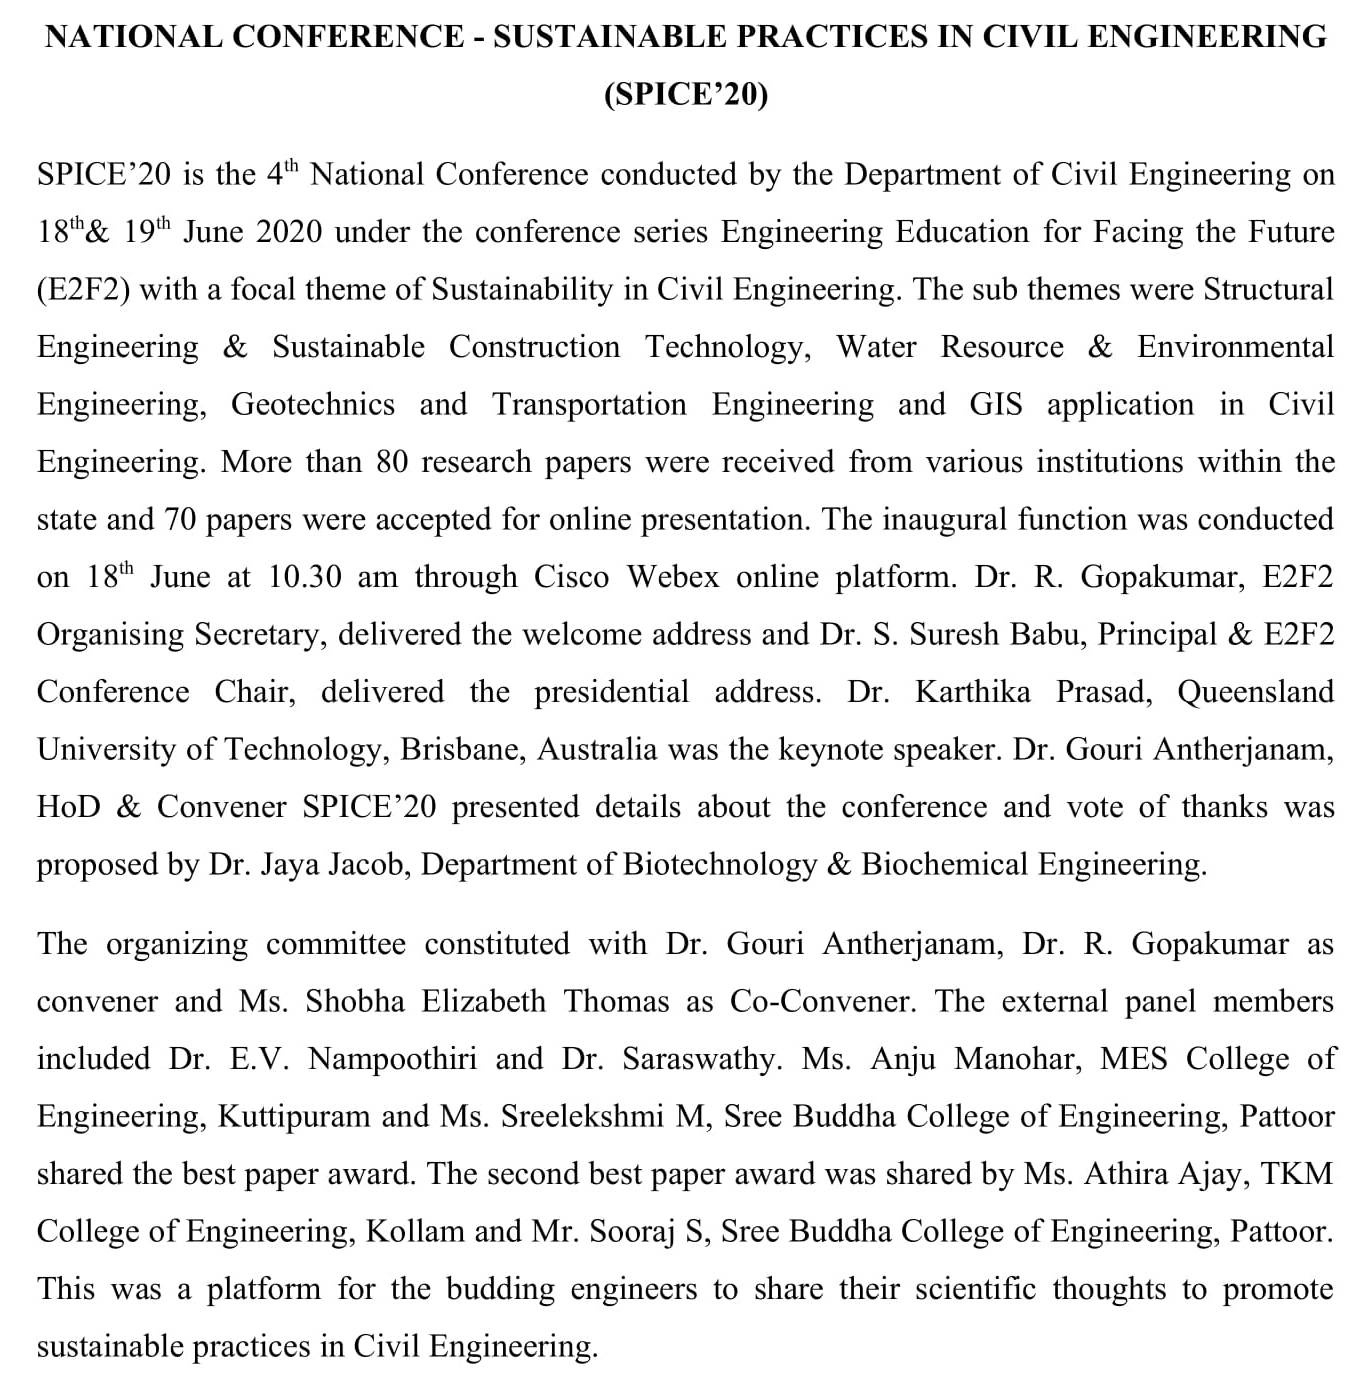 NATIONAL CONFERENCE - SUSTAINABLE PRACTICES IN CIVIL ENGINEERING
(SPICE’20)
SPICE’20 is the 4th National Conference conducted by the Department of Civil Engineering on
18th& 19th June 2020 under the conference series Engineering Education for Facing the Future
(E2F2) with a focal theme of Sustainability in Civil Engineering. The sub themes were Structural
Engineering & Sustainable Construction Technology, Water Resource & Environmental
Engineering, Geotechnics and Transportation Engineering and GIS application in Civil
Engineering. More than 80 research papers were received from various institutions within the
state and 70 papers were accepted for online presentation. The inaugural function was conducted
on 18th June at 10.30 am through Cisco Webex online platform. Dr. R. Gopakumar, E2F2
Organising Secretary, delivered the welcome address and Dr. S. Suresh Babu, Principal & E2F2
Conference Chair, delivered the presidential address. Dr. Karthika Prasad, Queensland
University of Technology, Brisbane, Australia was the keynote speaker. Dr. Gouri Antherjanam,
HoD & Convener SPICE’20 presented details about the conference and vote of thanks was
proposed by Dr. Jaya Jacob, Department of Biotechnology & Biochemical Engineering.
The organizing committee constituted with Dr. Gouri Antherjanam, Dr. R. Gopakumar as
convener and Ms. Shobha Elizabeth Thomas as Co-Convener. The external panel members
included Dr. E.V. Nampoothiri and Dr. Saraswathy. Ms. Anju Manohar, MES College of
Engineering, Kuttipuram and Ms. Sreelekshmi M, Sree Buddha College of Engineering, Pattoor
shared the best paper award. The second best paper award was shared by Ms. Athira Ajay, TKM
College of Engineering, Kollam and Mr. Sooraj S, Sree Buddha College of Engineering, Pattoor.
This was a platform for the budding engineers to share their scientific thoughts to promote
sustainable practices in Civil Engineering.